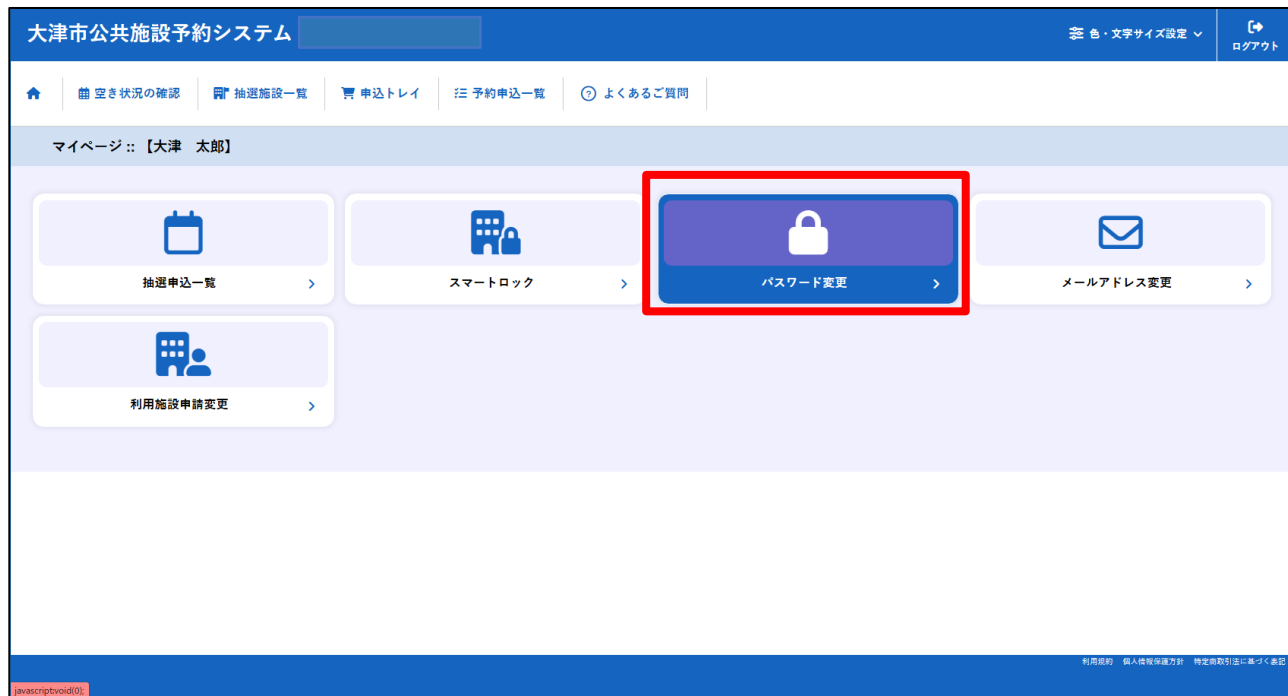 大津市公共施設予約システム
色・文字サイズ設定
ログアウト
空き状況の確認
抽選施設一覧
申込トレイ
予約申込一覧
よくあるご質問
マイページ :: 【大津　太郎】
抽選申込一覧
スマートロック
パスワード変更
メールアドレス変更
利用施設申請変更
利用規約　個人情報保護方針　特定商取引法に基づく表記
javascript:void(0);